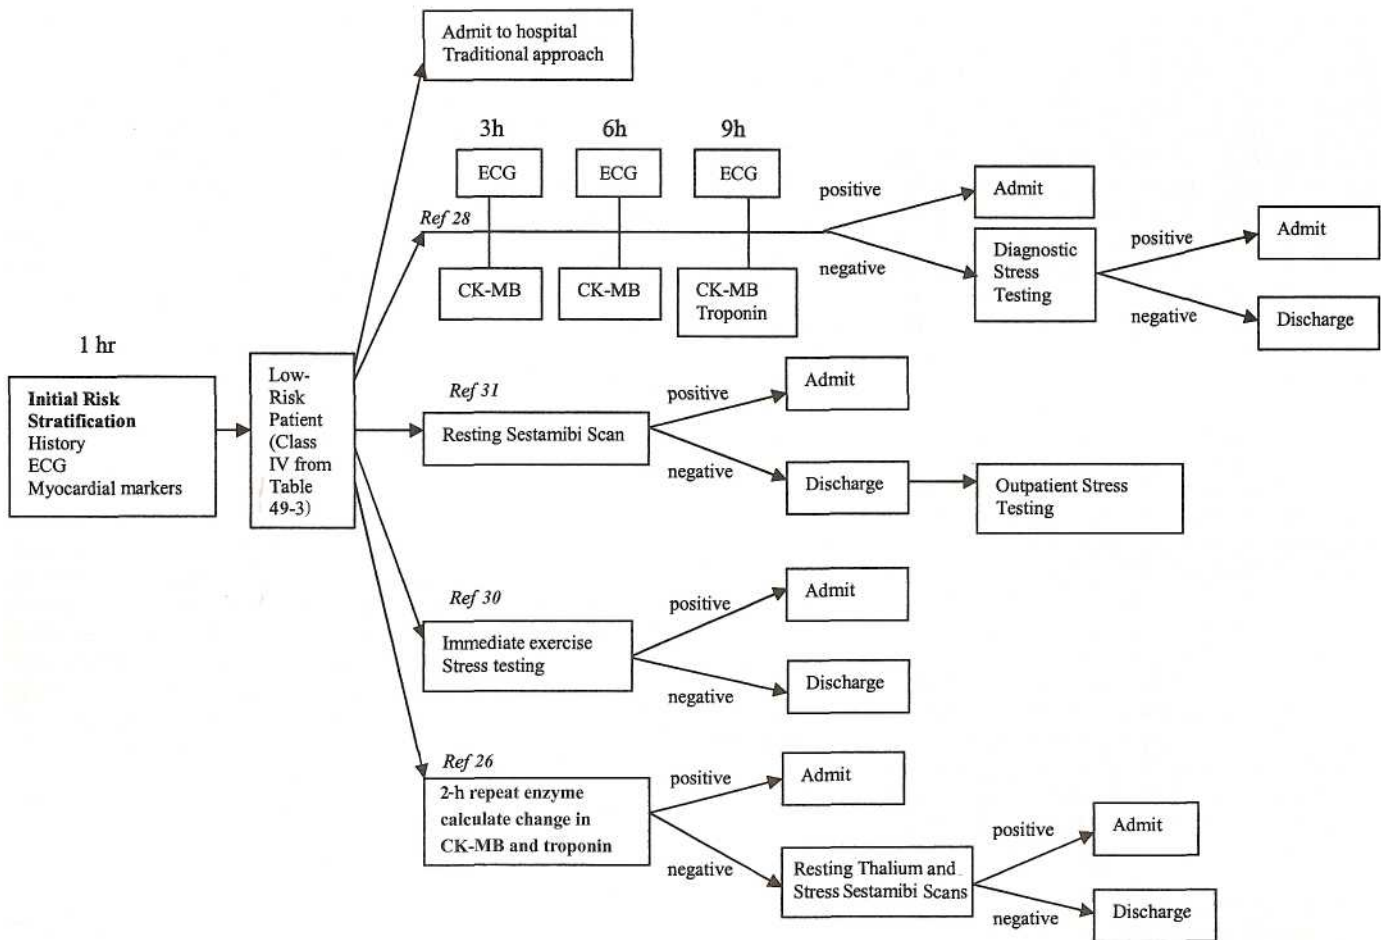 Admit to hospital
Traditional approach
3h
6h
9h
ECG
ECG
ECG
Ref 28
CK-MB
CK-MB
CK-MB
Troponin
positive
negative
Admit
Diagnostic
Stress
Testing
positive
negative
Admit
Discharge
1 hr
Initial Risk
Stratification
History
ECG
Myocardial markers
Low-
Risk
Patient
(Class
IV from
Table
49-3)
Ref 31
Resting Sestamibi Scan
positive
negative
Admit
Discharge
Outpatient Stress
Testing
Ref 30
Immediate exercise
Stress testing
positive
negative
Admit
Discharge
Ref 26
2-h repeat enzyme
calculate change in
CK-MB and troponin
positive
negative
Admit
Resting Thalium and
Stress Sestamibi Scans
positive
negative
Admit
Discharge